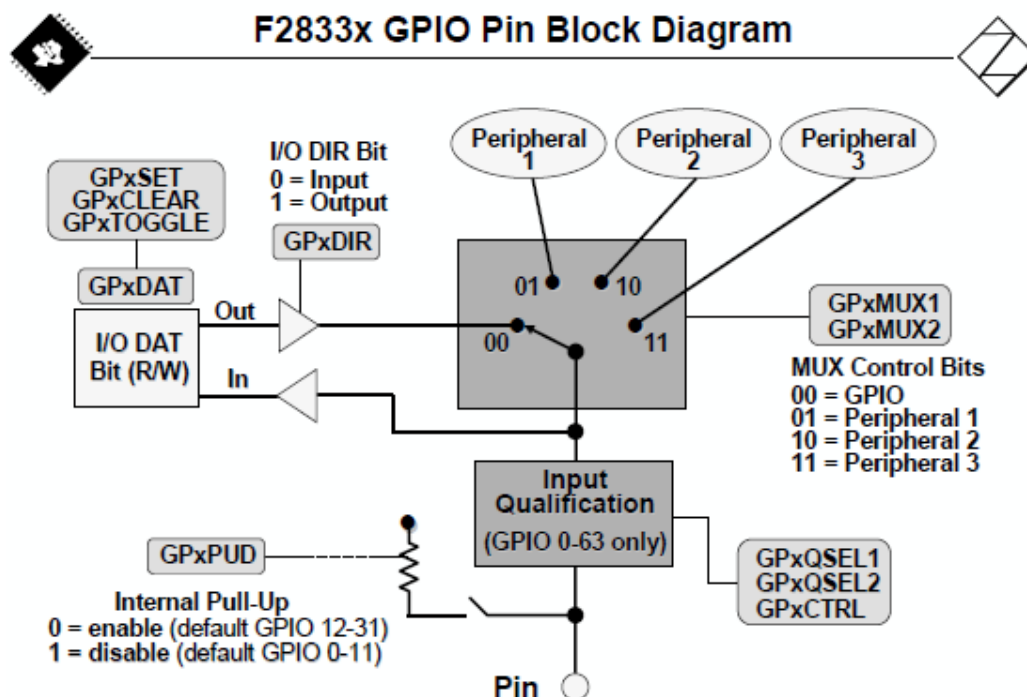 F2833x GPIO Pin Block Diagram
Peripheral
1
Peripheral
2
Peripheral
3
I/O DIR Bit
0 = Input
1 = Output
GPxSET
GPxCLEAR
GPxTOGGLE
GPxDIR
GPxDAT
Out
I/O DAT
Bit (R/W)
In
01
10
00
11
GPxMUX1
GPxMUX2
MUX Control Bits
00 = GPIO
01 = Peripheral 1
10 = Peripheral 2
11 = Peripheral 3
Input
Qualification
(GPIO 0-63 only)
GPxPUD
GPxQSEL1
GPxQSEL2
GPxCTRL
Internal Pull-Up
0 = enable (default GPIO 12-31)
1 = disable (default GPIO 0-11)
Pin